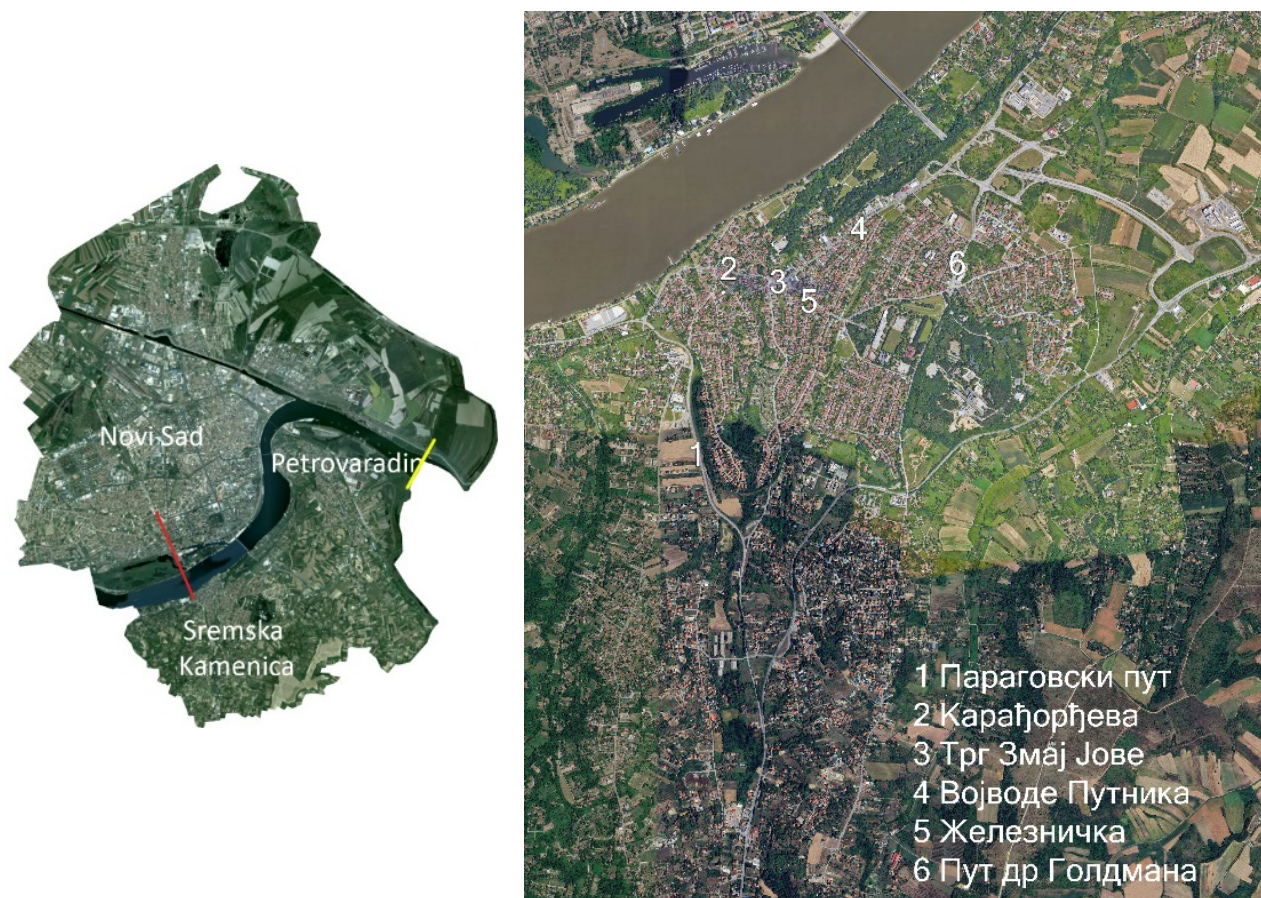 Novi Sad
Petrovaradin
Sremska
Kamenica
4
2
3
5
6
1
1 Параговски пут
2 Карађорђева
3 Трг Змај Јове
4 Војводе Путника
5 Железничка
6 Пут др Голдмана